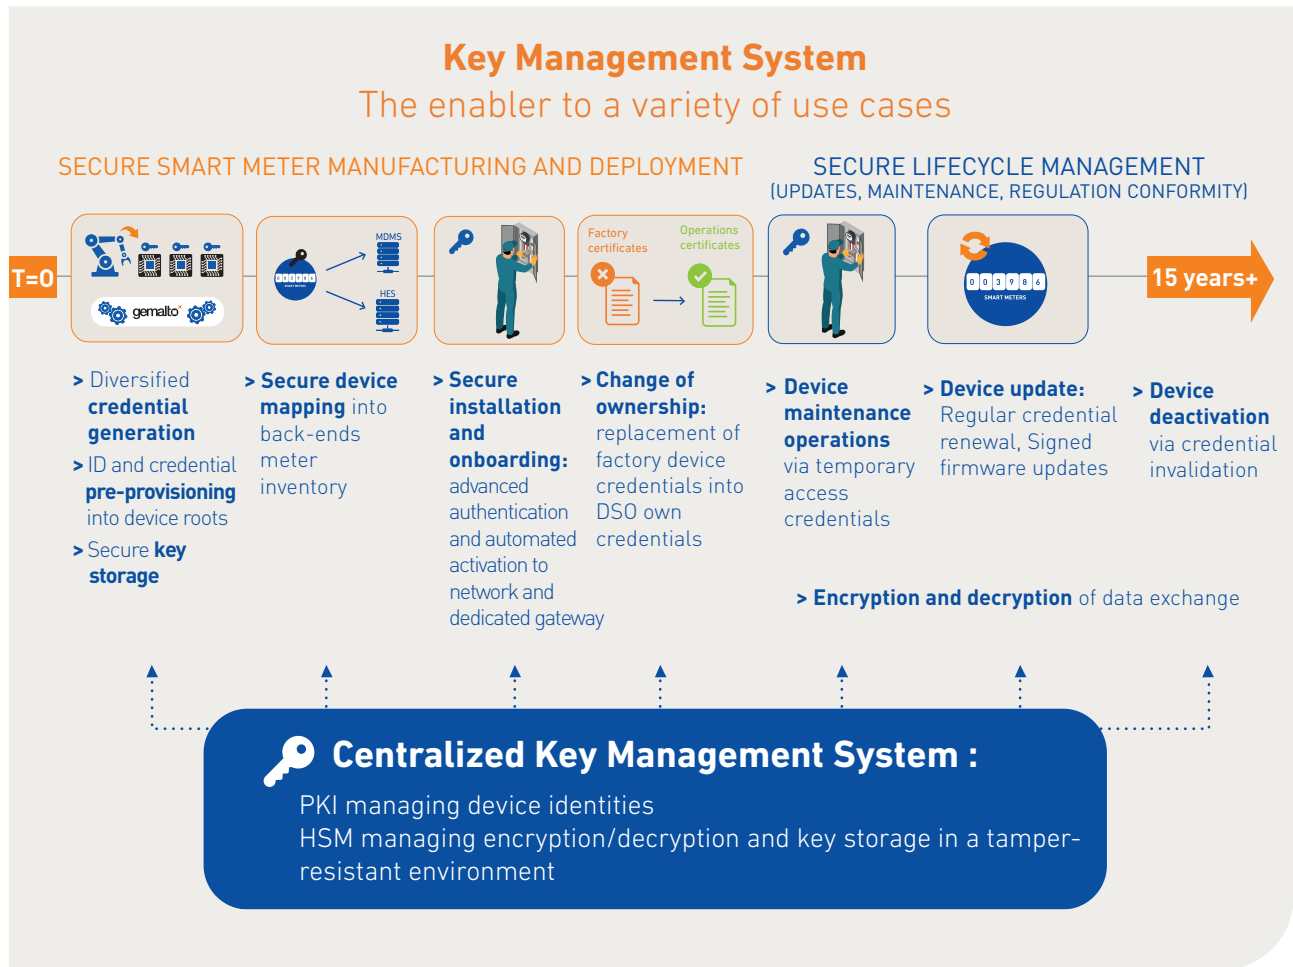 Key Management System
The enabler to a variety of use cases
SECURE SMART METER MANUFACTURING AND DEPLOYMENT
SECURE LIFECYCLE MANAGEMENT
(UPDATES, MAINTENANCE, REGULATION CONFORMITY)
T=0
gemalto
003986
SMART METERS
MDMS
HES
Factory
certificates
Operations
certificates
003986
SMART METERS
15 years+
> Diversified
credential
generation
> ID and credential
pre-provisioning
into device roots
> Secure key
storage
> Secure device
mapping into
back-ends
meter
inventory
> Secure
installation
and
onboarding:
advanced
authentication
and automated
activation to
network and
dedicated gateway
> Change of
ownership:
replacement of
factory device
credentials into
DSO own
credentials
> Device
maintenance
operations
via temporary
access
credentials
> Device update:
Regular credential
renewal, Signed
firmware updates
> Device
deactivation
via credential
invalidation
> Encryption and decryption of data exchange
Centralized Key Management System :
PKI managing device identities
HSM managing encryption/decryption and key storage in a tamper-
resistant environment